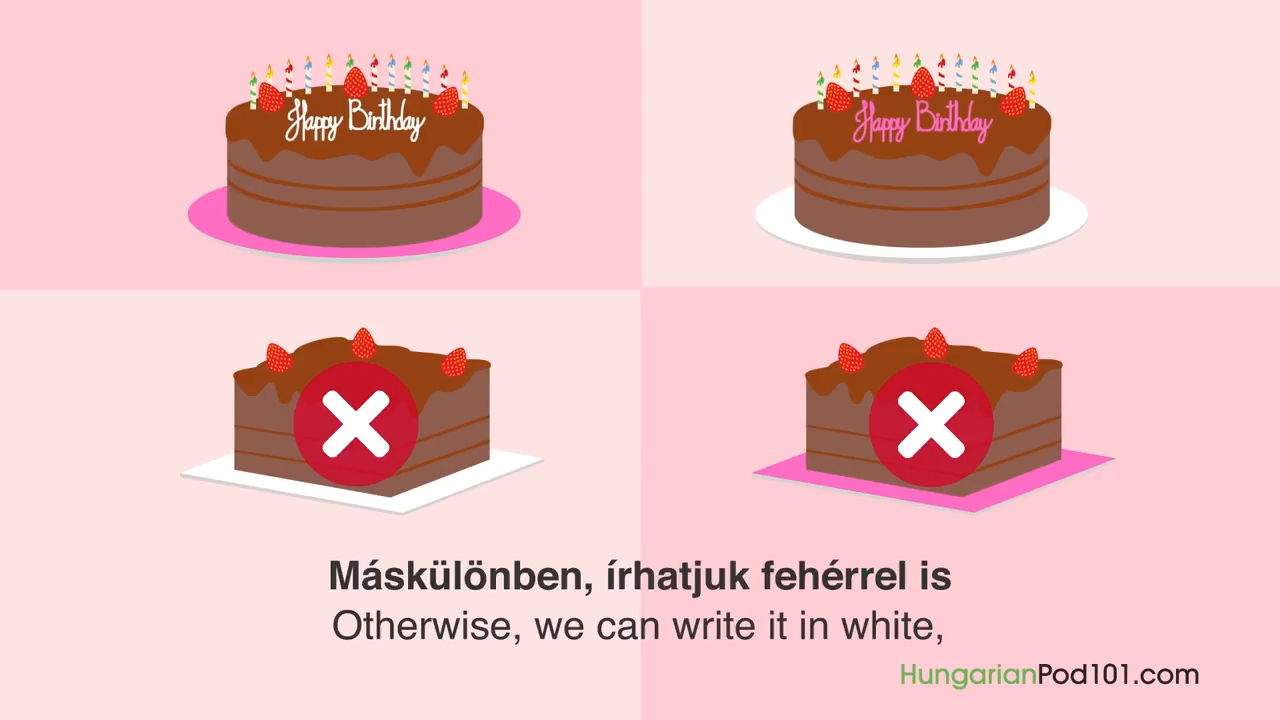 Happy Birthday
Happy Birthday
Máskülönben, írhatjuk fehérrel is
Otherwise, we can write it in white,
HungarianPod101.com